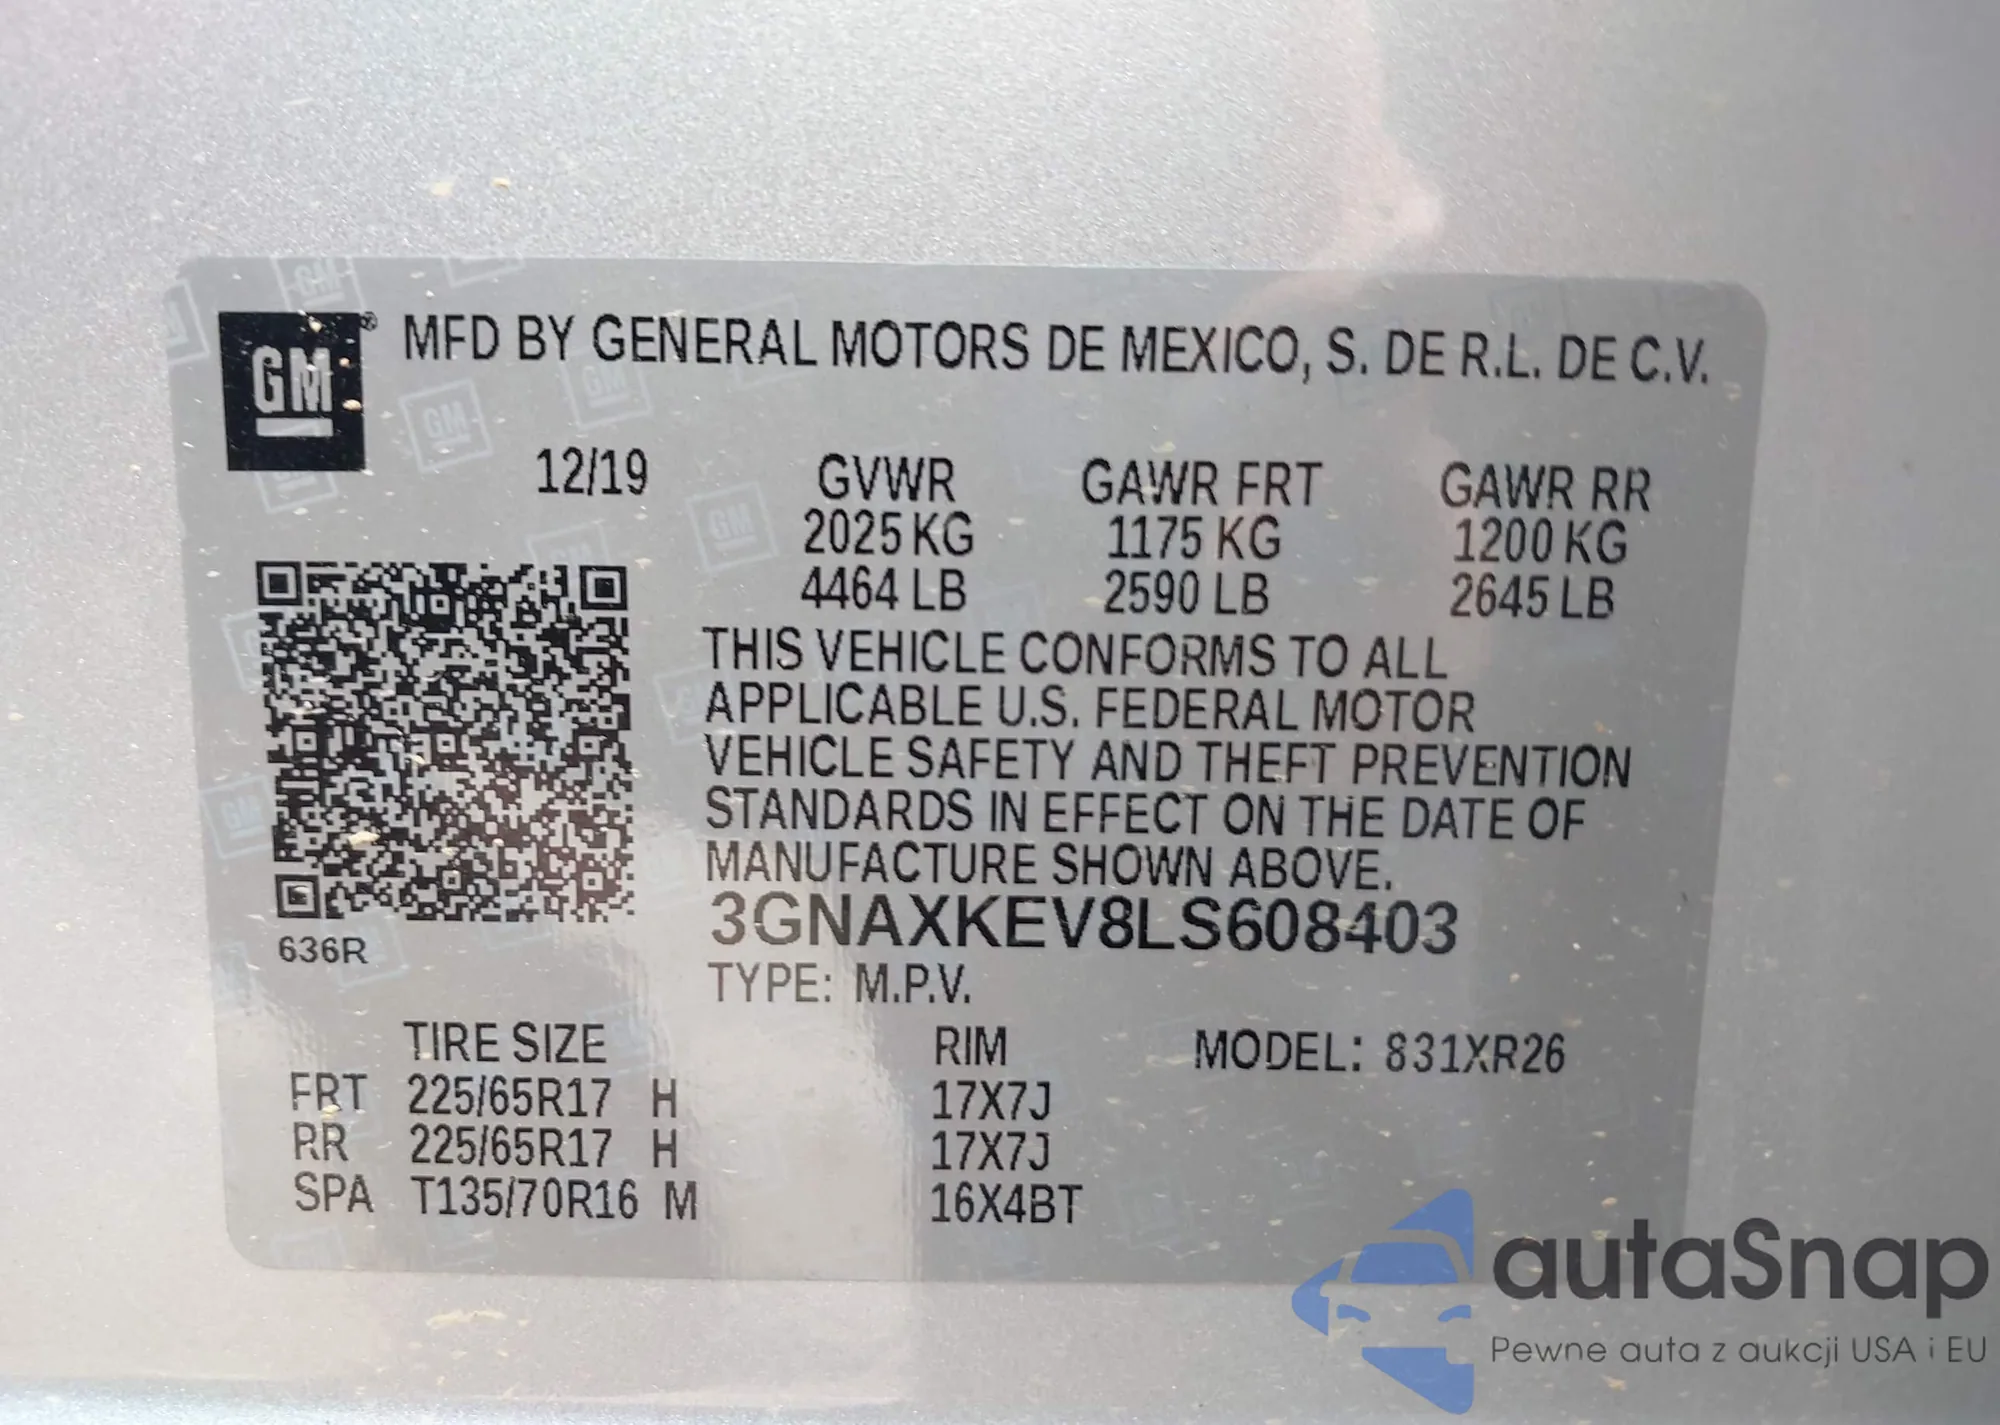 GM® MFD BY GENERAL MOTORS DE MEXICO, S. DE R.L. DE C.V.
12/19 GVWR GAWR FRT GAWR RR
2025 KG 1175 KG 1200 KG
4464 LB 2590 LB 2645 LB
THIS VEHICLE CONFORMS TO ALL
APPLICABLE U.S. FEDERAL MOTOR
VEHICLE SAFETY AND THEFT PREVENTION
STANDARDS IN EFFECT ON THE DATE OF
MANUFACTURE SHOWN ABOVE.
3GNAXKEV8LS608403
636R
TYPE: M.P.V.
TIRE SIZE RIM MODEL: 831XR26
FRT 225/65R17 H 17X7J
RR 225/65R17 H 17X7J
SPA T135/70R16 M 16X4BT
autaSnap
Pewne auta z aukcji USA i EU